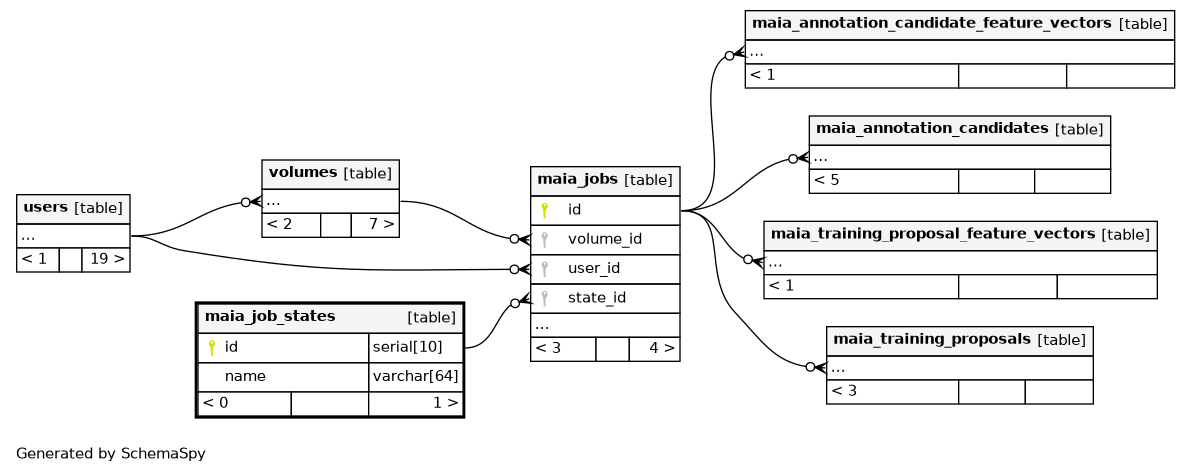 maia_annotation_candidate_feature_vectors [table]
...
< 1
maia_annotation_candidates [table]
...
< 5
volumes [table]
...
< 2 7 >
maia_jobs [table]
id
volume_id
user_id
state_id
...
< 3 4 >
users [table]
...
< 1 19 >
maia_training_proposal_feature_vectors [table]
...
< 1
maia_job_states [table]
id serial[10]
name varchar[64]
< 0 1 >
maia_training_proposals [table]
...
< 3
Generated by SchemaSpy